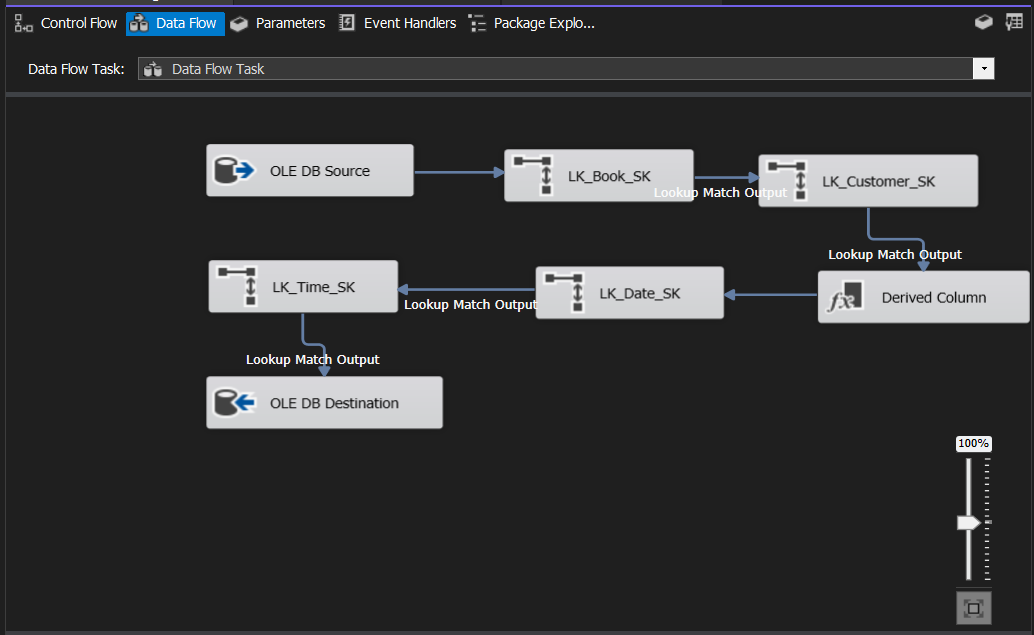 Control Flow Data Flow Parameters Event Handlers Package Explo...
Data Flow Task: Data Flow Task
OLE DB Source
LK_Book_SK
Lookup Match Output
LK_Customer_SK
Lookup Match Output
Derived Column
LK_Date_SK
Lookup Match Output
LK_Time_SK
Lookup Match Output
OLE DB Destination
100%